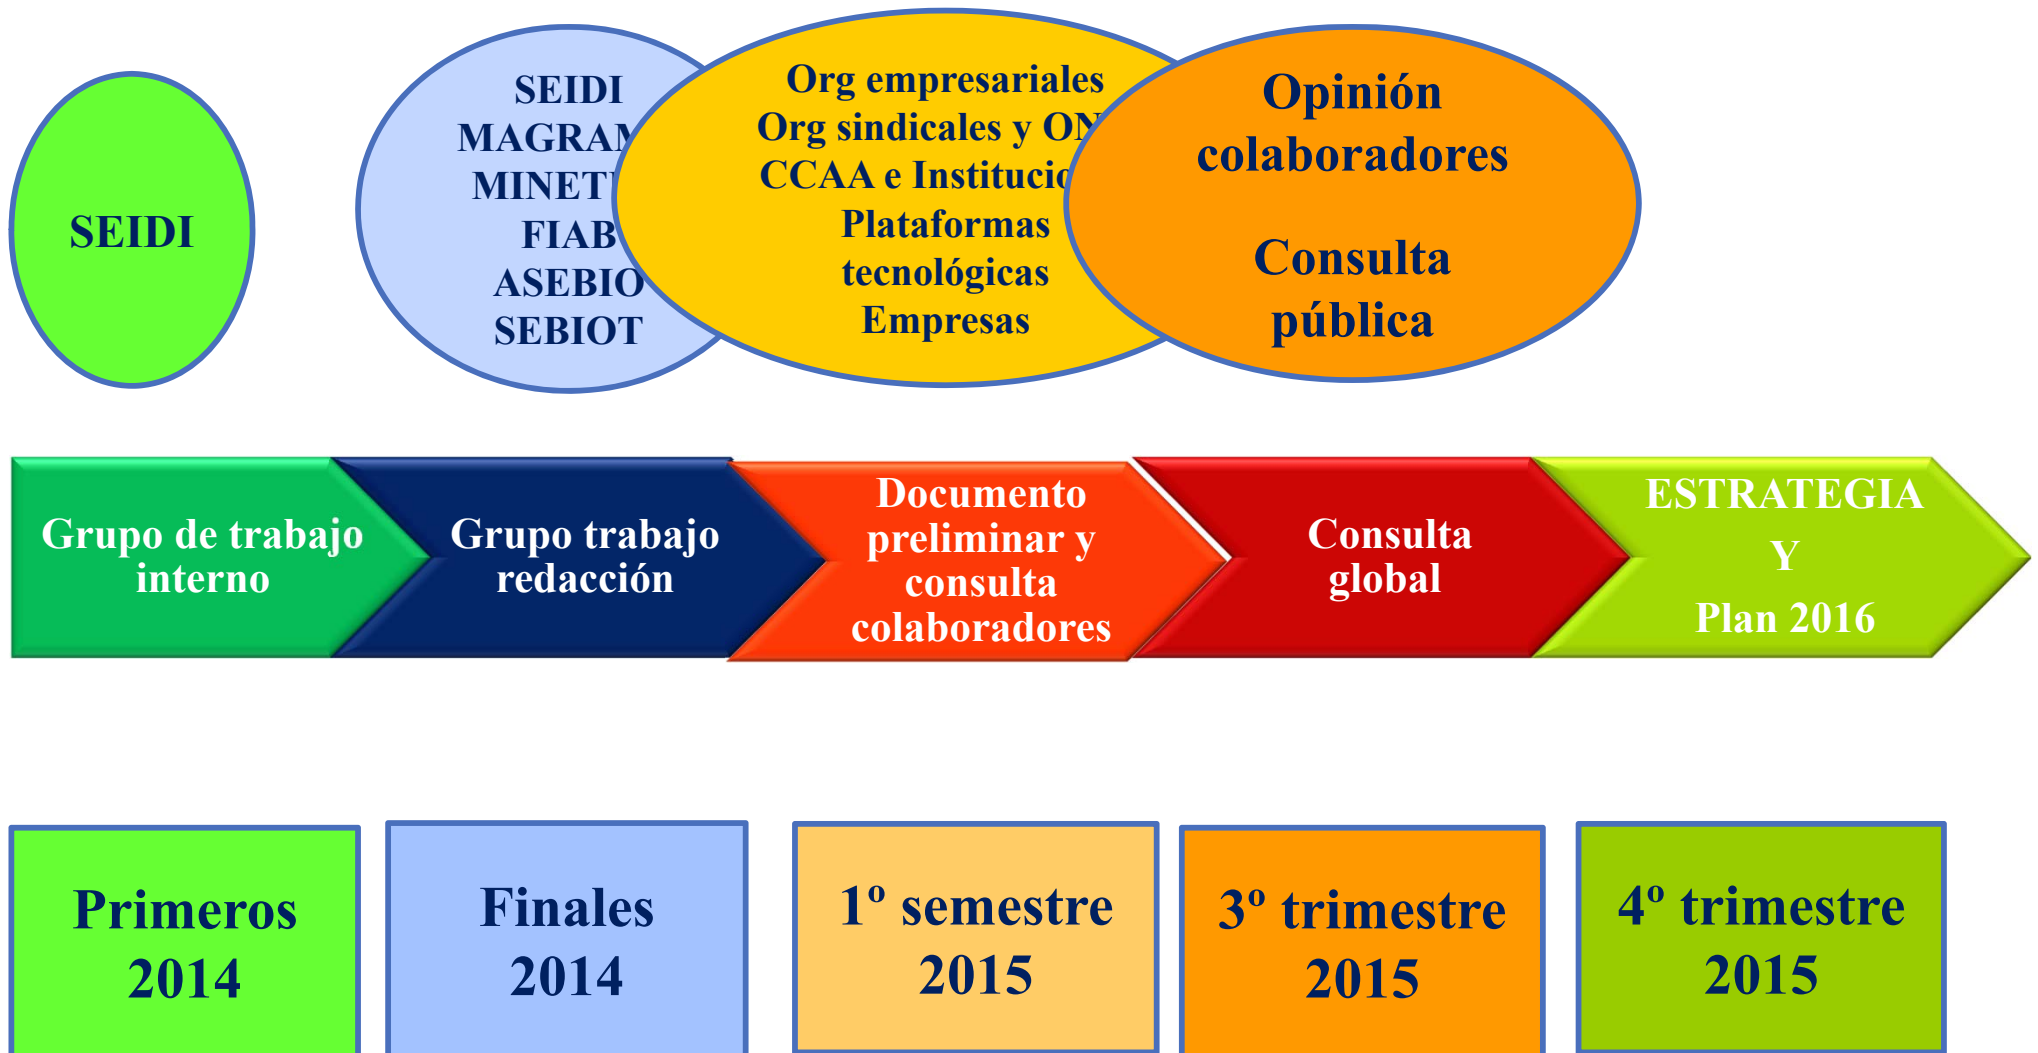 SEIDI
SEIDI
FIAB
ASEBIO
SEBIOT
Org empresariales
Org sindicales y
CCAA e
Plataformas
tecnológicas
Empresas
Opinión
colaboradores
Consulta
pública
Grupo de trabajo
interno
Grupo trabajo
redacción
Documento
preliminar y
consulta
colaboradores
Consulta
global
ESTRATEGIA
Y
Plan 2016
Primeros
2014
Finales
2014
1º semestre
2015
3º trimestre
2015
4º trimestre
2015